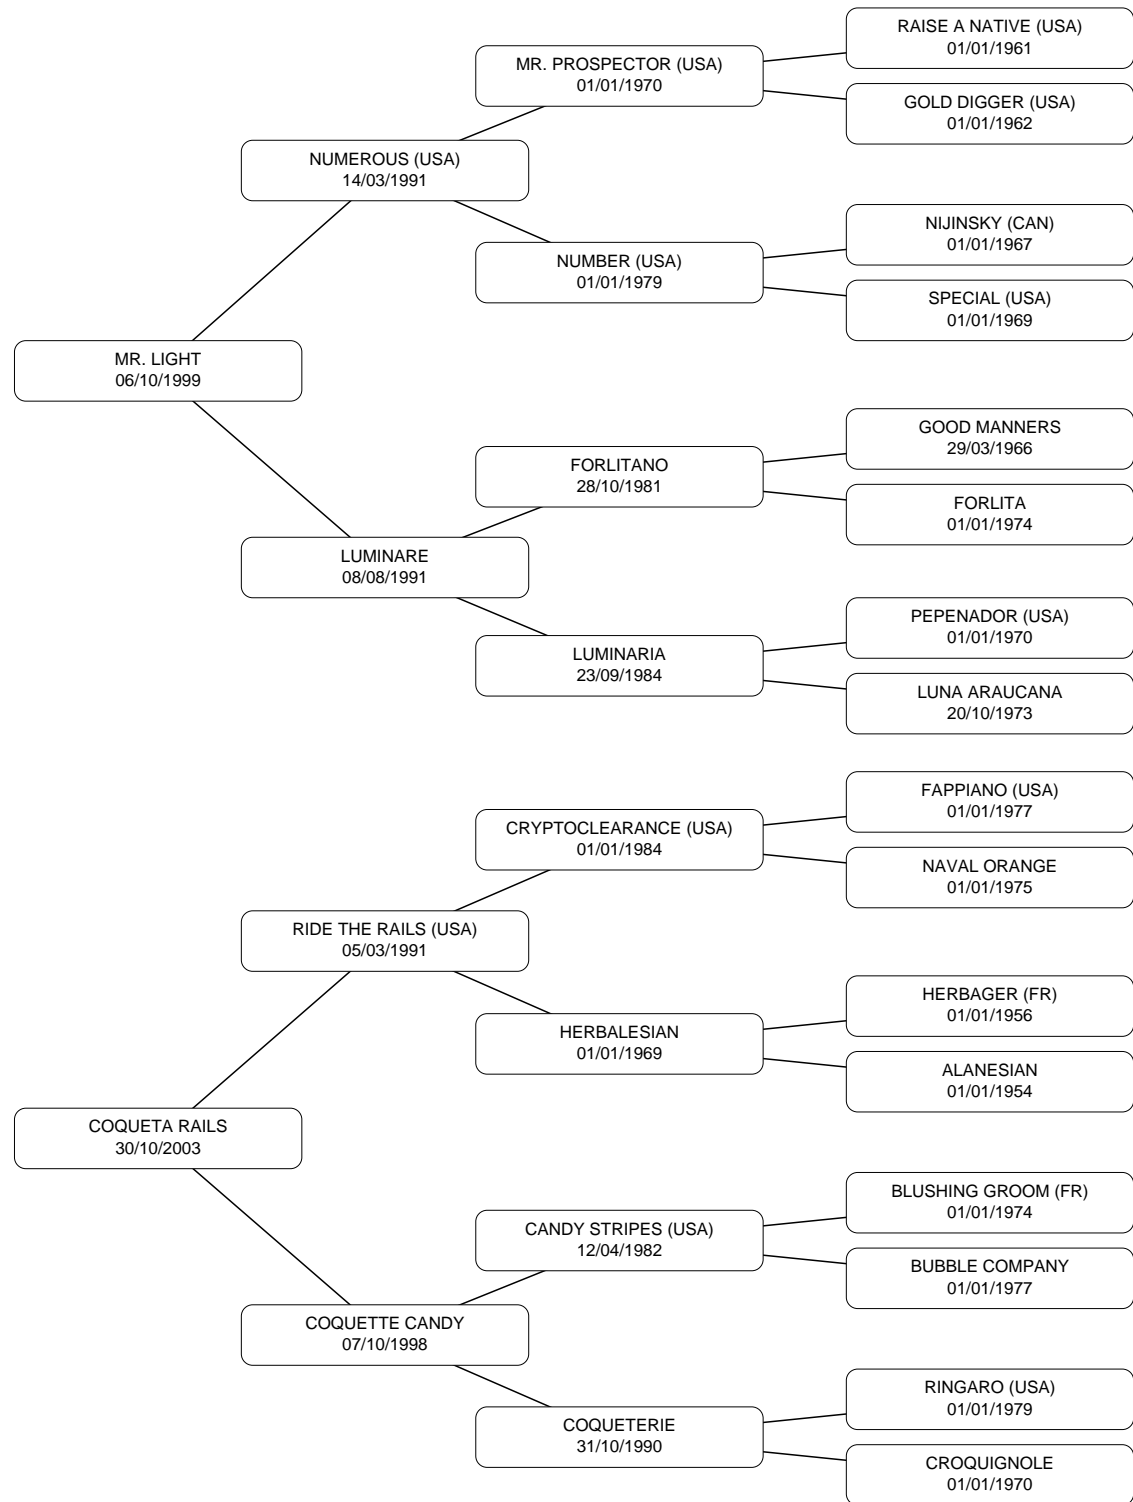 RAISE A NATIVE (USA)
01/01/1961
MR. PROSPECTOR (USA)
01/01/1970
GOLD DIGGER (USA)
01/01/1962
NUMEROUS (USA)
14/03/1991
NIJINSKY (CAN)
01/01/1967
NUMBER (USA)
01/01/1979
SPECIAL (USA)
01/01/1969
MR. LIGHT
06/10/1999
GOOD MANNERS
29/03/1966
FORLITANO
28/10/1981
FORLITA
01/01/1974
LUMINARE
08/08/1991
PEPENADOR (USA)
01/01/1970
LUMINARIA
23/09/1984
LUNA ARAUCANA
20/10/1973
FAPPIANO (USA)
01/01/1977
CRYPTOCLEARANCE (USA)
01/01/1984
NAVAL ORANGE
01/01/1975
RIDE THE RAILS (USA)
05/03/1991
HERBAGER (FR)
01/01/1956
HERBALESIAN
01/01/1969
ALANESIAN
01/01/1954
COQUETA RAILS
30/10/2003
BLUSHING GROOM (FR)
01/01/1974
CANDY STRIPES (USA)
12/04/1982
BUBBLE COMPANY
01/01/1977
COQUETTE CANDY
07/10/1998
RINGARO (USA)
01/01/1979
COQUETERIE
31/10/1990
CROQUIGNOLE
01/01/1970